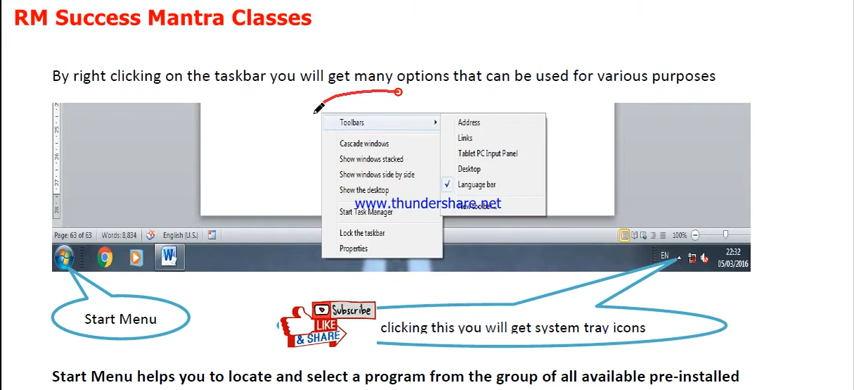 RM Success Mantra Classes
By right clicking on the taskbar you will get many options that can be used for various purposes
Toolbars
Address
Links
Cascade windows
Tablet PC Input Panel
Show windows stacked
Desktop
Show windows side by side
Language bar
Show the desktop
www.thundershare.net
Start Task Manager
Lock the taskbar
Page: 63 of 63 Words: 8,834 English (U.S.) 100%
Properties
22:32
EN
05/03/2016
Start Menu
Subscribe
LIKE
& SHARE
clicking this you will get system tray icons
Start Menu helps you to locate and select a program from the group of all available pre-installed